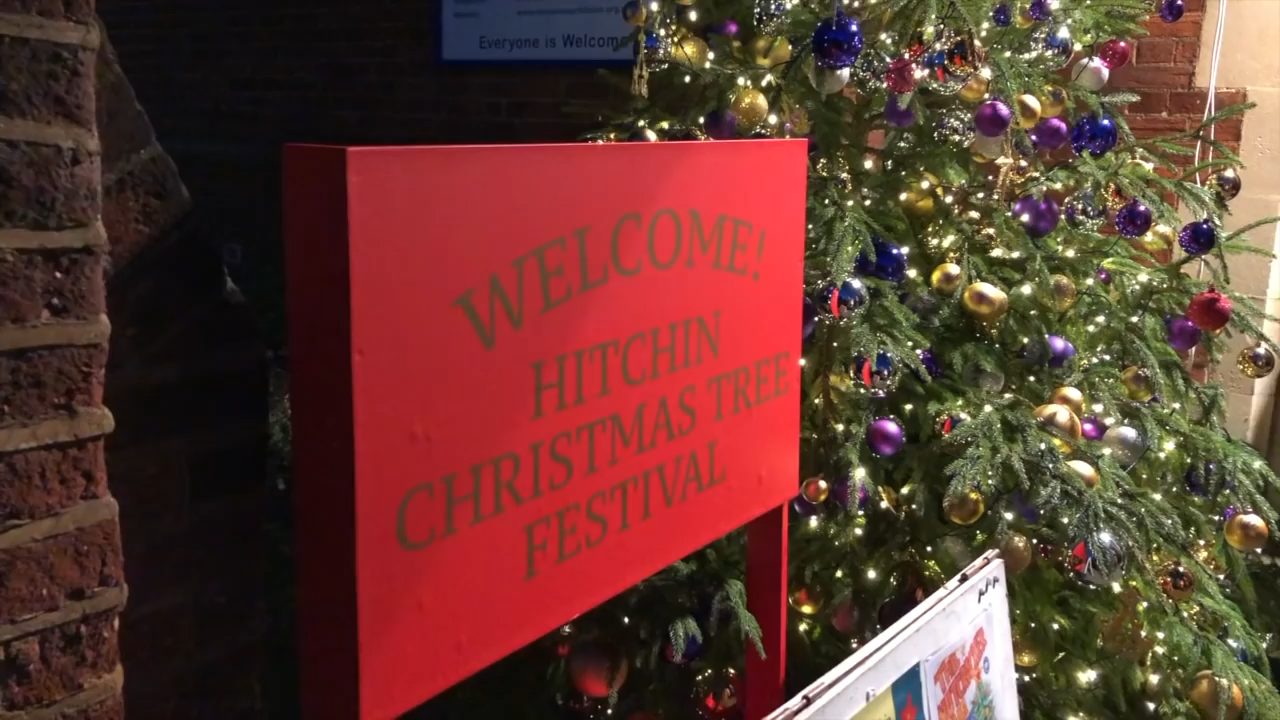 Everyone is Welcome
WELCOME!
HITCHIN
CHRISTMAS TREE
FESTIVAL